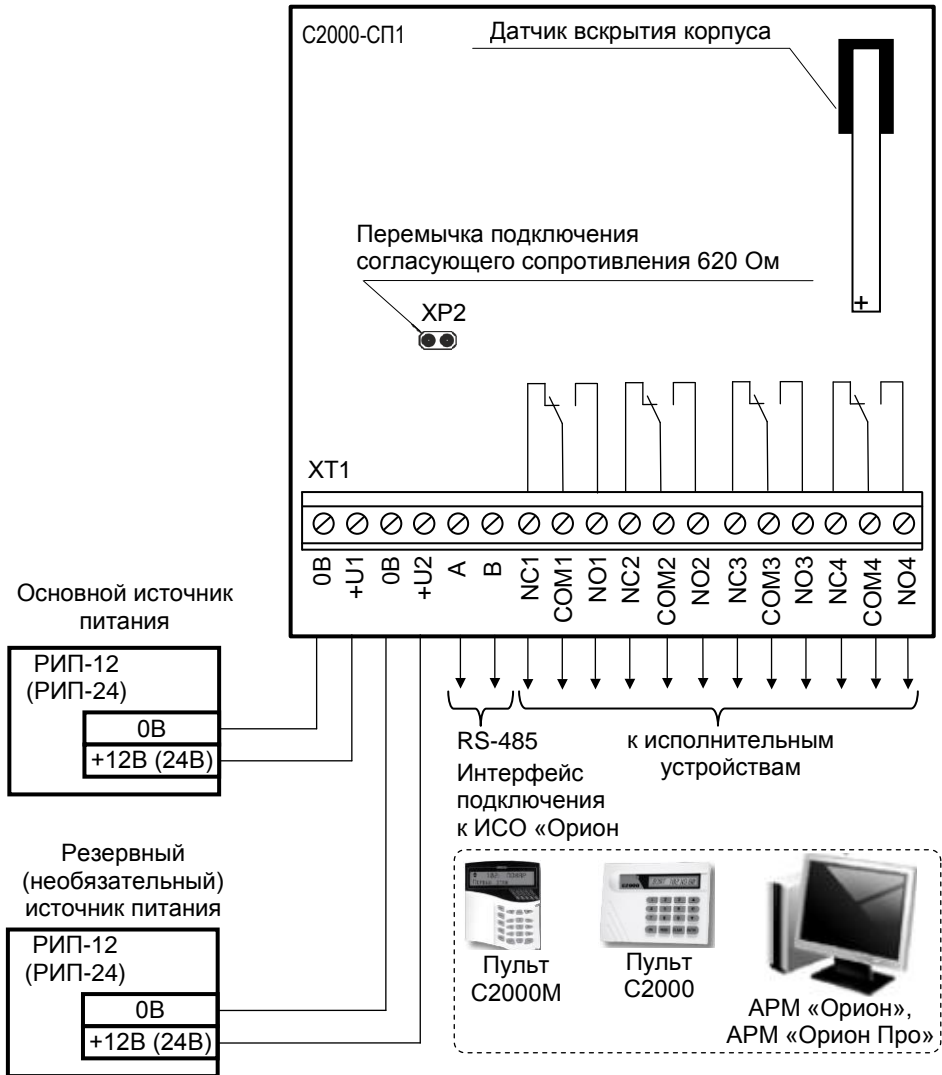 С2000-СП1
Датчик вскрытия корпуса
Перемычка подключения
согласующего сопротивления 620 Ом
XP2
+
XT1
0В
+U1
0В
+U2
A
B
NC1
COM1
NO1
NC2
COM2
NO2
NC3
COM3
NO3
NC4
COM4
NO4
Основной источник
питания
РИП-12
(РИП-24)
0В
+12В (24В)
RS-485
Интерфейс
подключения
к ИСО «Орион
к исполнительным
устройствам
Резервный
(необязательный)
источник питания
РИП-12
(РИП-24)
0В
+12В (24В)
Пульт
С2000М
Пульт
С2000
АРМ «Орион»,
АРМ «Орион Про»